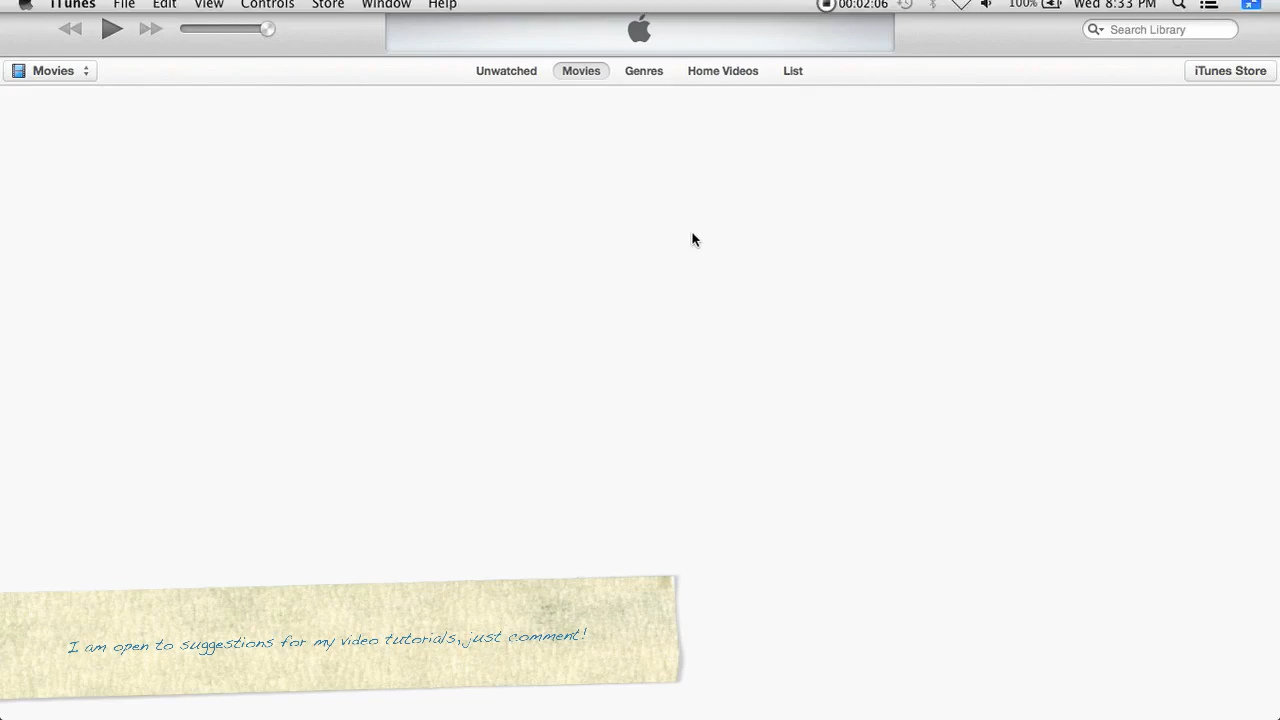 iTunes File Edit View Controls Store Window Help 00:02:06 100% Wed 8:33 PM
Search Library
Movies Unwatched Movies Genres Home Videos List iTunes Store
I am open to suggestions for my video tutorials, just comment!